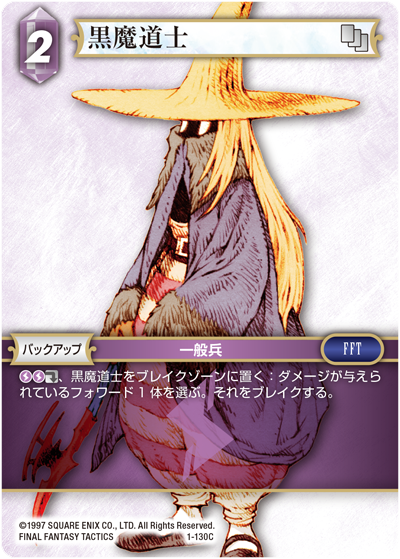 2
黒魔道士
バックアップ
一般兵
FFT
、黒魔道士をブレイクゾーンに置く：ダメージが与えら
れているフォワード1体を選ぶ。それをブレイクする。
©1997 SQUARE ENIX CO., LTD. All Rights Reserved.
FINAL FANTASY TACTICS
1-130C